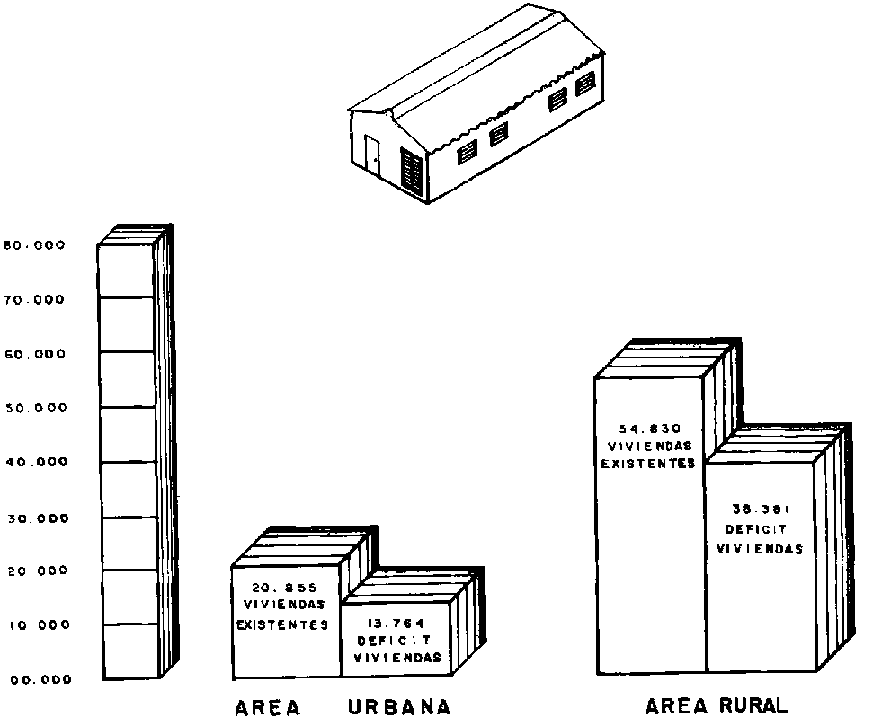 80.000
70.000
60.000
50.000
40.000
30.000
20 000
10 000
00.000
20.855
VIVIENDAS
EXISTENTES
13.764
DEFICIT
VIVIENDAS
54.830
VIVIENDAS
EXISTENTES
38.381
DEFICIT
VIVIENDAS
AREA URBANA
AREA RURAL